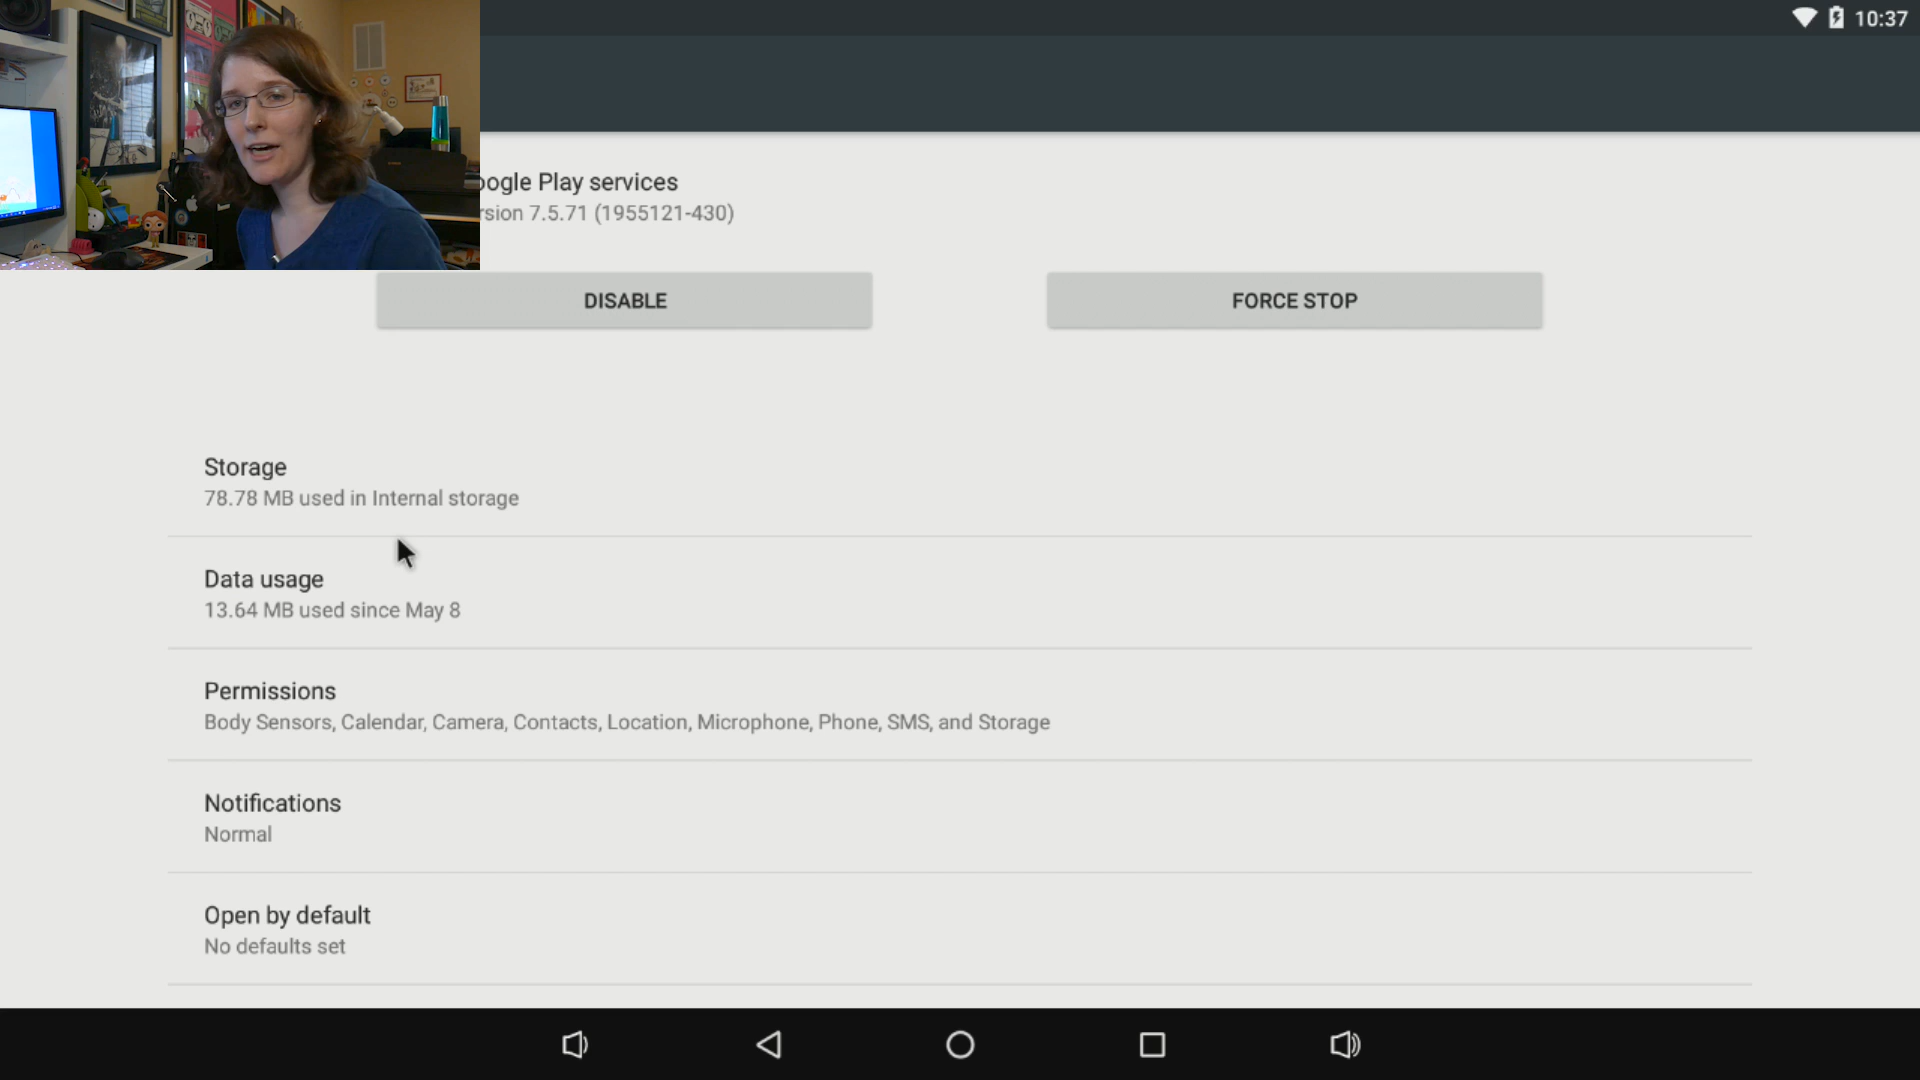 10:37
oogle Play services
rsion 7.5.71 (1955121-430)
DISABLE
FORCE STOP
Storage
78.78 MB used in Internal storage
Data usage
13.64 MB used since May 8
Permissions
Body Sensors, Calendar, Camera, Contacts, Location, Microphone, Phone, SMS, and Storage
Notifications
Normal
Open by default
No defaults set